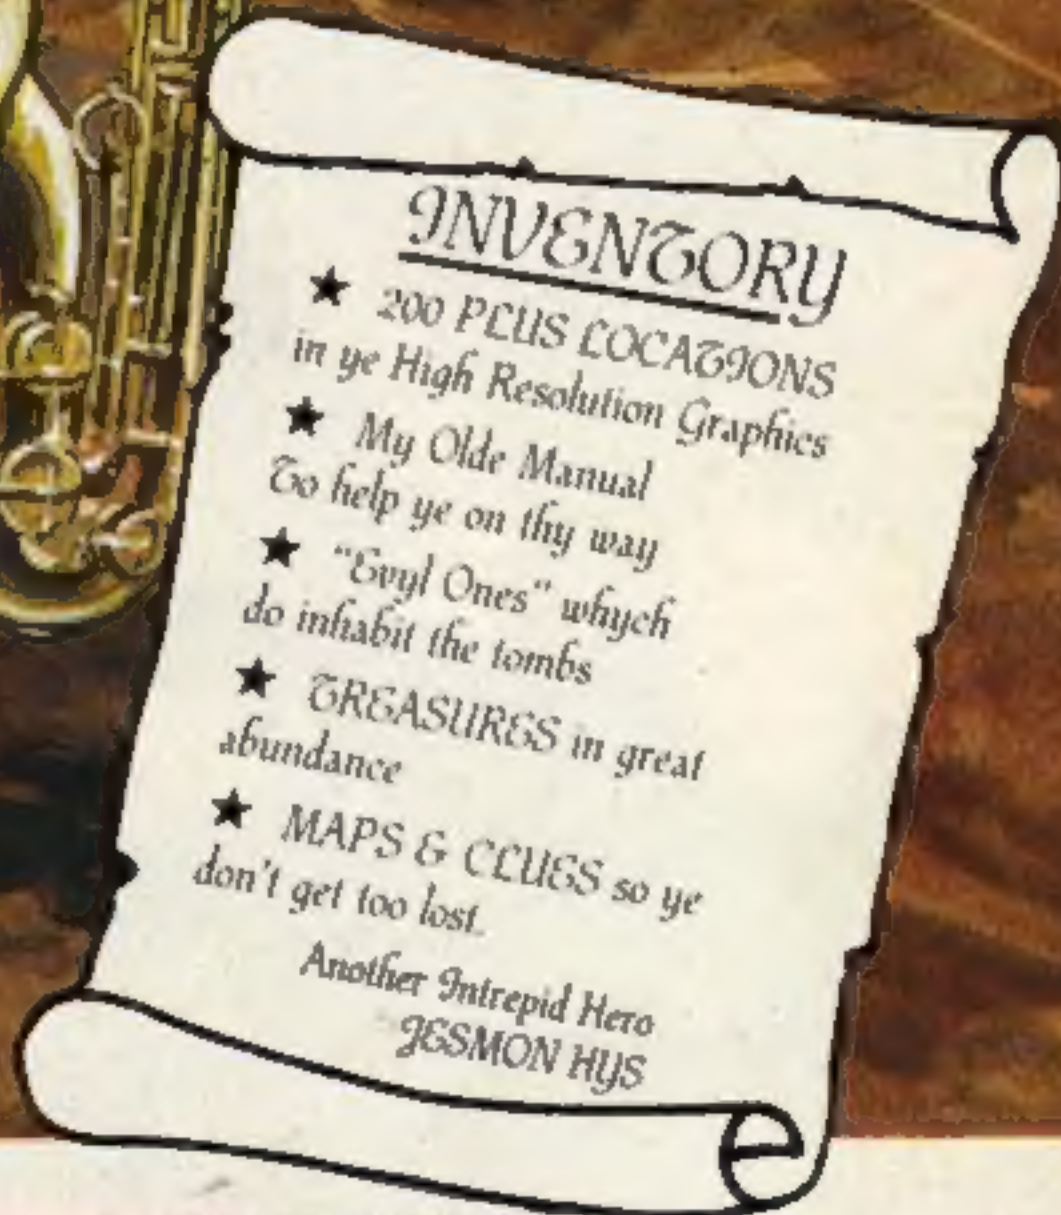 INVENTORY
★ 200 PLUS LOCATIONS
in ye High Resolution Graphics
★ My Olde Manual
To help ye on thy way
★ "Evyl Ones" whych
do inhabit the tombs
★ TREASURES in great
abundance
★ MAPS & CLUES so ye
don't get too lost.
Another Intrepid Hero
JESMON HYS